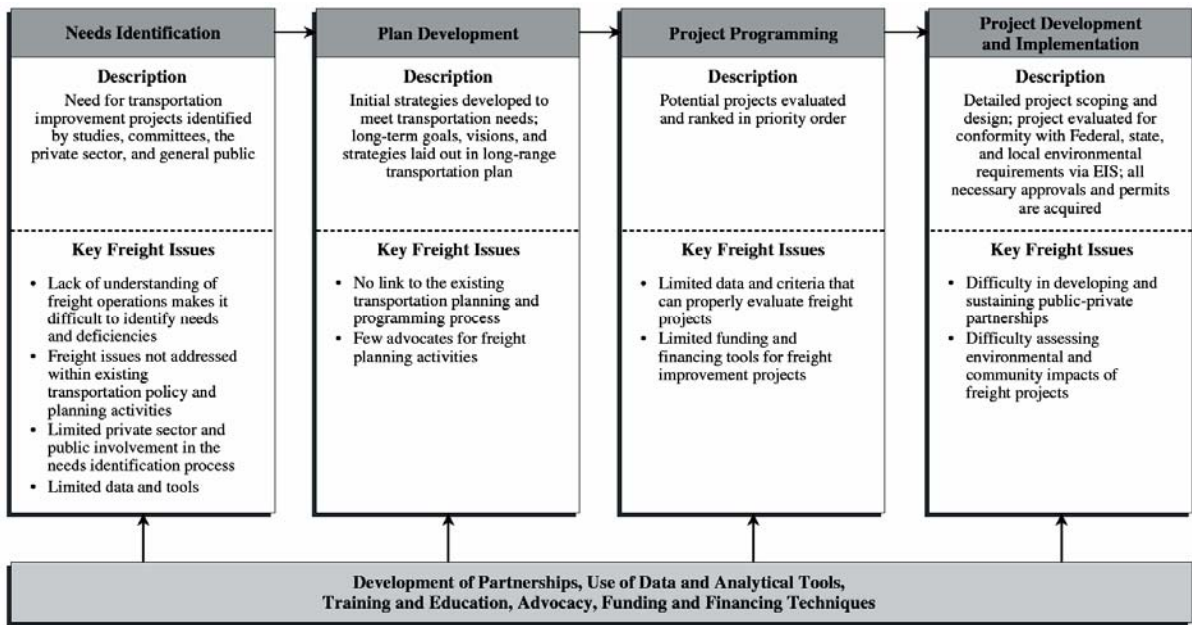 Needs Identification
Description
Need for transportation
improvement projects identified
by studies, committees, the
private sector, and general public
Key Freight Issues
• Lack of understanding of
freight operations makes it
difficult to identify needs
and deficiencies
• Freight issues not addressed
within existing
transportation policy and
planning activities
• Limited private sector and
public involvement in the
needs identification process
• Limited data and tools
Plan Development
Description
Initial strategies developed to
meet transportation needs;
long-term goals, visions, and
strategies laid out in long-range
transportation plan
Key Freight Issues
• No link to the existing
transportation planning and
programming process
• Few advocates for freight
planning activities
Project Programming
Description
Potential projects evaluated
and ranked in priority order
Key Freight Issues
• Limited data and criteria that
can properly evaluate freight
projects
• Limited funding and
financing tools for freight
improvement projects
Project Development
and Implementation
Description
Detailed project scoping and
design; project evaluated for
conformity with Federal, state,
and local environmental
requirements via EIS; all
necessary approvals and permits
are acquired
Key Freight Issues
• Difficulty in developing and
sustaining public-private
partnerships
• Difficulty assessing
environmental and
community impacts of
freight projects
Development of Partnerships, Use of Data and Analytical Tools,
Training and Education, Advocacy, Funding and Financing Techniques